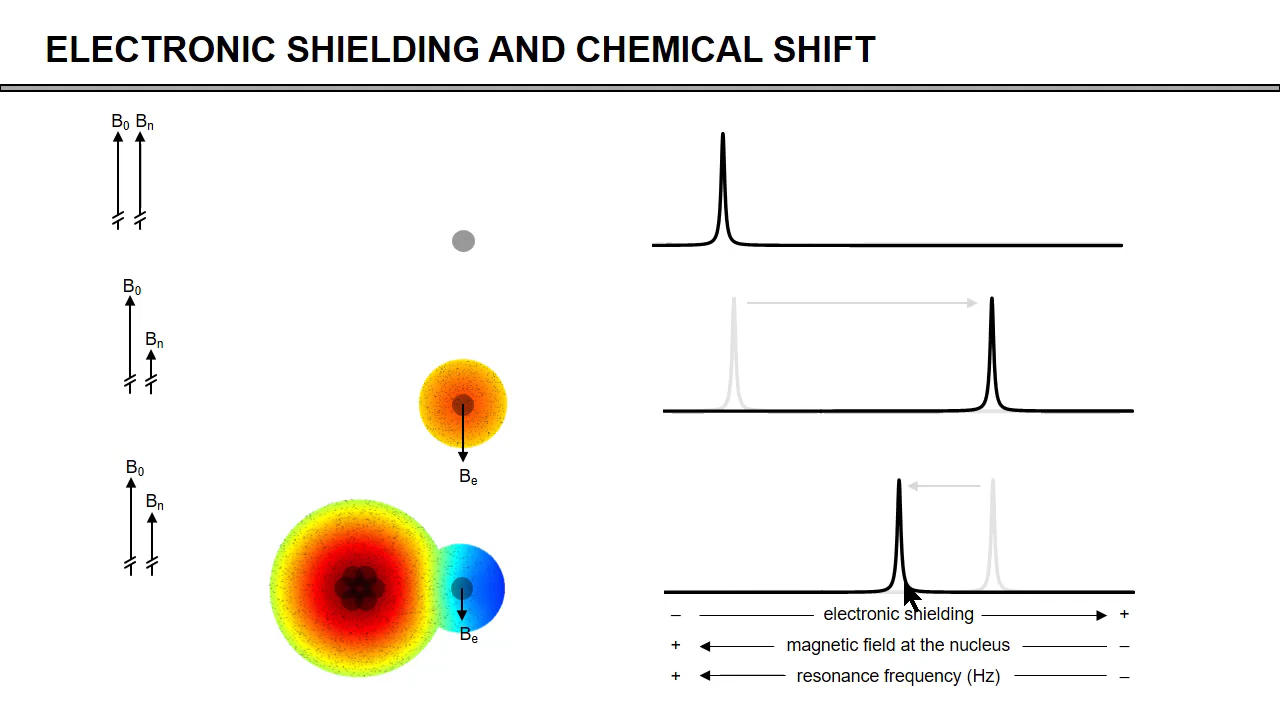 ELECTRONIC SHIELDING AND CHEMICAL SHIFT
B0 Bn
B0
Bn
Be
B0
Bn
Be
– electronic shielding +
+ magnetic field at the nucleus –
+ resonance frequency (Hz) –